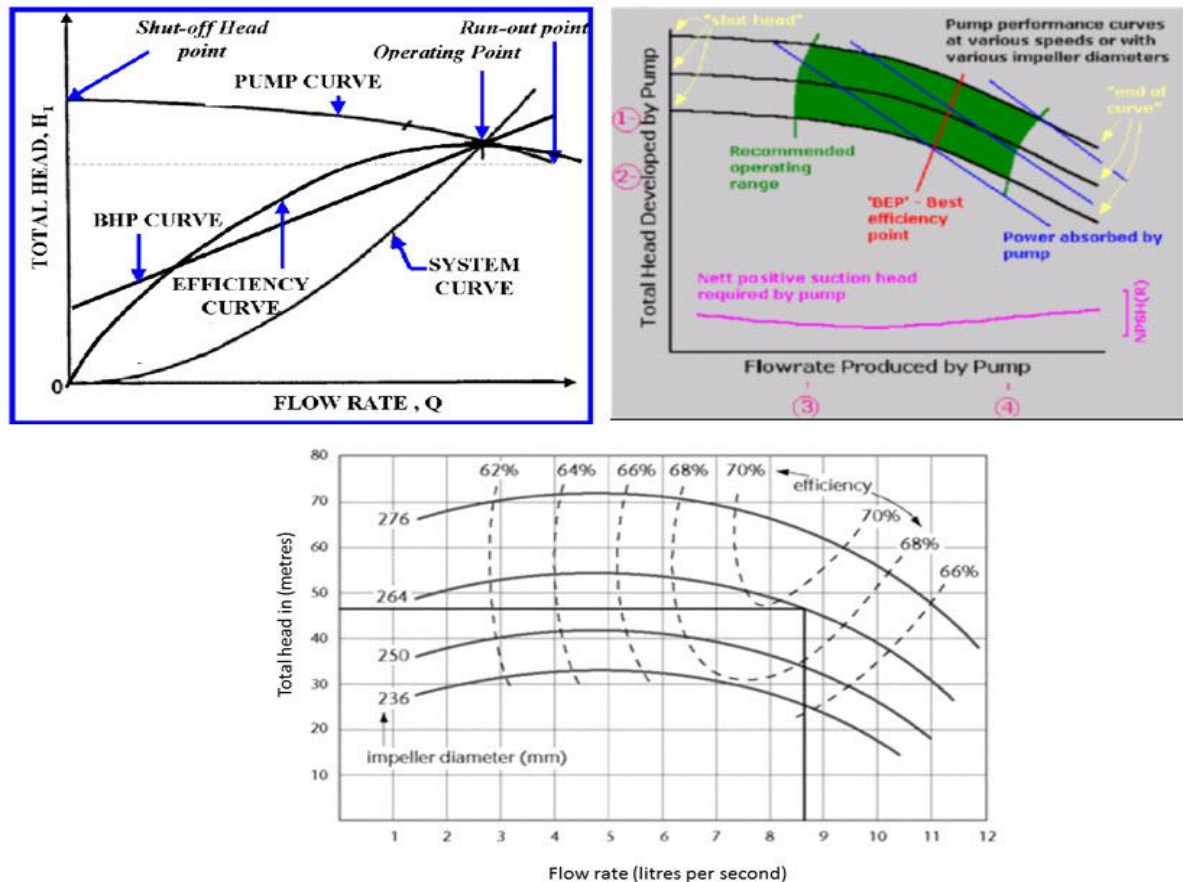 Shut-off Head
point
Run-out point
Operating Point
PUMP CURVE
TOTAL HEAD, H_I
BHP CURVE
EFFICIENCY
CURVE
SYSTEM
CURVE
0
FLOW RATE , Q
"shut head"
Pump performance curves
at various speeds or with
various impeller diameters
"end of
curve"
Total Head Developed by Pump
1
2
Recommended
operating
range
'BEP' - Best
efficiency
point
Power absorbed by
pump
Nett positive suction head
required by pump
NPSH(R)
Flowrate Produced by Pump
3
4
80
70
60
50
40
30
20
10
Total head in (metres)
62%
64%
66%
68%
70%
efficiency
70%
68%
66%
276
264
250
236
impeller diameter (mm)
1 2 3 4 5 6 7 8 9 10 11 12
Flow rate (litres per second)